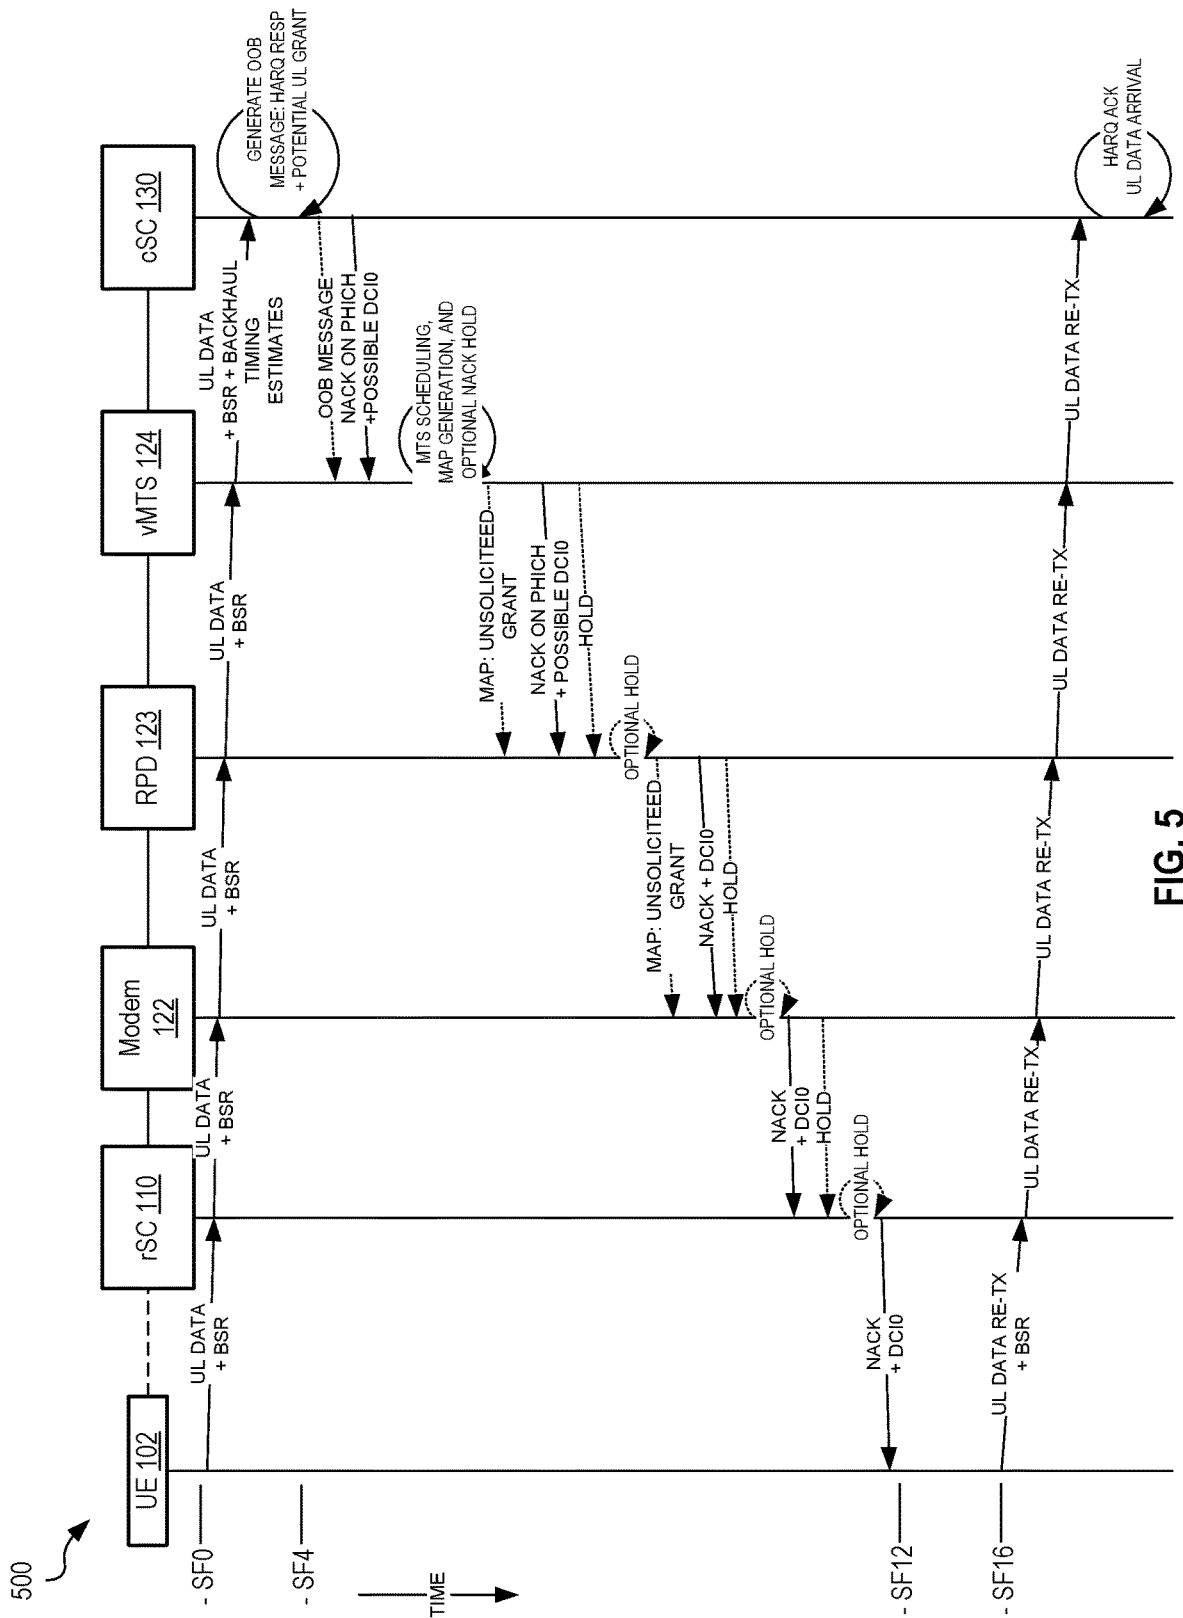 500
UE 102
rSC 110
Modem
122
RPD 123
vMTS 124
cSC 130
- SF0
UL DATA
+ BSR
UL DATA
+ BSR
UL DATA
+ BSR
UL DATA
+ BSR
UL DATA
+ BSR + BACKHAUL
TIMING
ESTIMATES
GENERATE OOB
MESSAGE: HARQ RESP
+ POTENTIAL UL GRANT
- SF4
OOB MESSAGE
NACK ON PHICH
+POSSIBLE DCI0
TIME
MTS SCHEDULING,
MAP GENERATION, AND
OPTIONAL NACK HOLD
MAP: UNSOLICITEED
GRANT
NACK ON PHICH
+ POSSIBLE DCI0
HOLD
OPTIONAL HOLD
MAP: UNSOLICITEED
GRANT
NACK + DCI0
HOLD
OPTIONAL HOLD
NACK
+ DCI0
HOLD
OPTIONAL HOLD
NACK
+ DCI0
- SF12
- SF16
UL DATA RE-TX
+ BSR
UL DATA RE-TX
UL DATA RE-TX
UL DATA RE-TX
UL DATA RE-TX
HARQ ACK
UL DATA ARRIVAL
FIG. 5